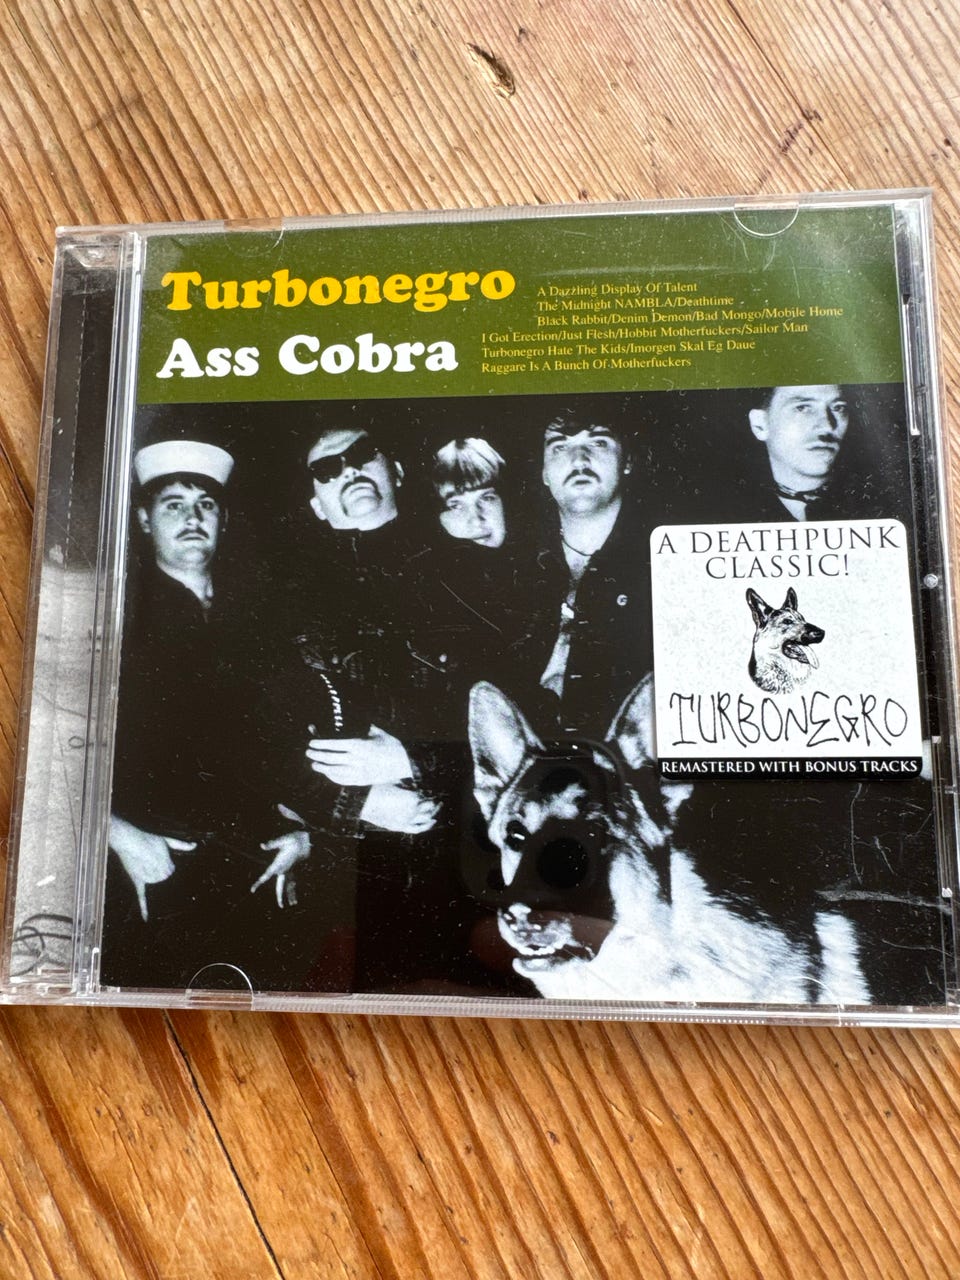 Turbonegro
Ass Cobra
A Dazzling Display Of Talent
The Midnight NAMBLA/Deathtime
Black Rabbit/Denim Demon/Bad Mongo/Mobile Home
I Got Erection/Just Flesh/Hobbit Motherfuckers/Sailor Man
Turbonegro Hate The Kids/Imorgen Skal Eg Daue
Raggare Is A Bunch Of Motherfuckers
A DEATHPUNK
CLASSIC!
TURBONEGRO
REMASTERED WITH BONUS TRACKS